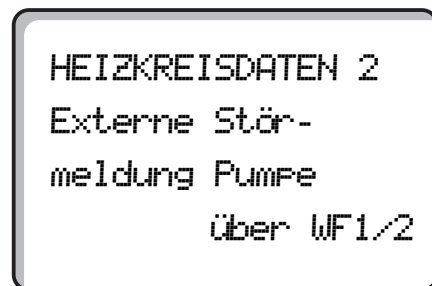 HEIZKREISDATEN 2
Externe Stör-
meldung Pumpe
über WF1/2